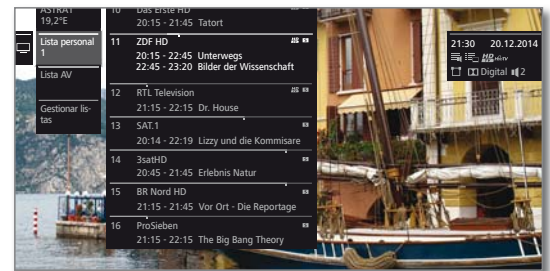 ASTRA1
19,2°E
Lista personal
1
Lista AV
Gestionar lis-
tas
10 Das Erste HD
20:15 - 21:45 Tatort
11 ZDF HD
20:15 - 22:45 Unterwegs
22:45 - 23:20 Bilder der Wissenschaft
12 RTL Television
21:15 - 22:15 Dr. House
13 SAT.1
20:14 - 22:19 Lizzy und die Kommisare
14 3satHD
20:45 - 21:45 Erlebnis Natur
15 BR Nord HD
21:15 - 21:45 Vor Ort - Die Reportage
16 ProSieben
21:15 - 22:15 The Big Bang Theory
21:30 20.12.2014
Digital 2